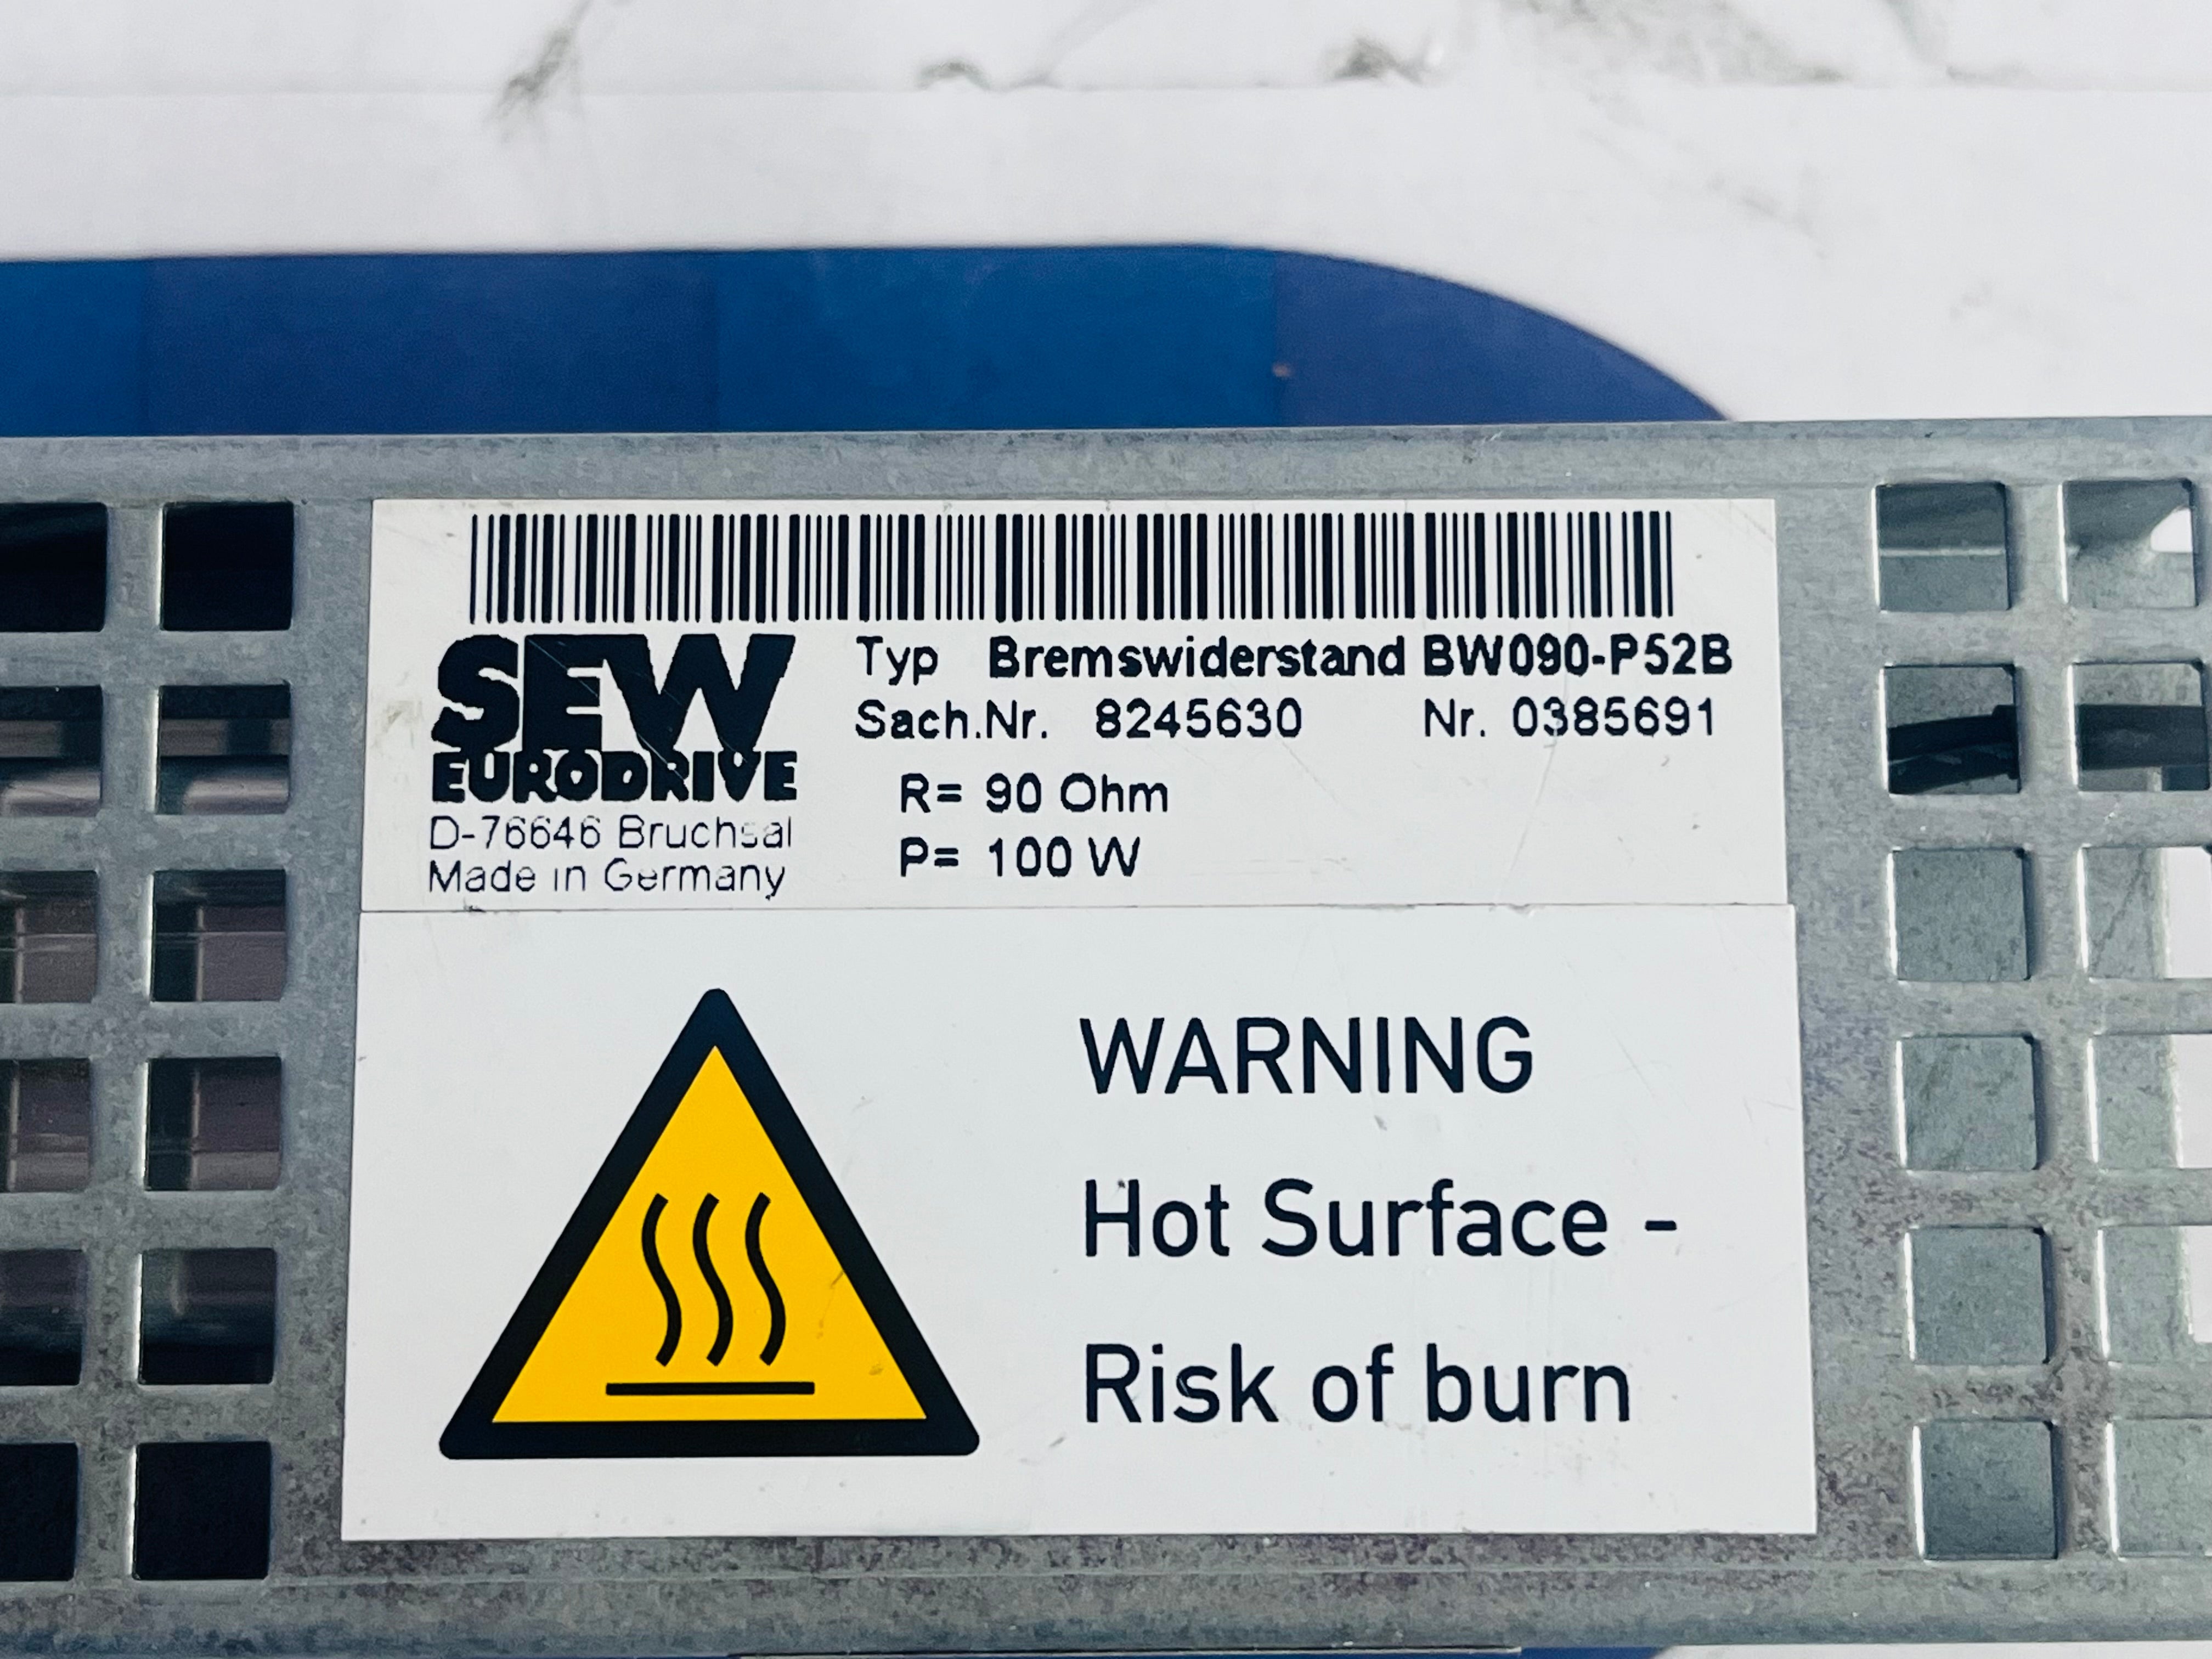 SEW
EURODRIVE
D-76646 Bruchsal
Made in Germany
Typ Bremswiderstand BW090-P52B
Sach.Nr. 8245630 Nr. 0385691
R= 90 Ohm
P= 100 W
WARNING
Hot Surface -
Risk of burn